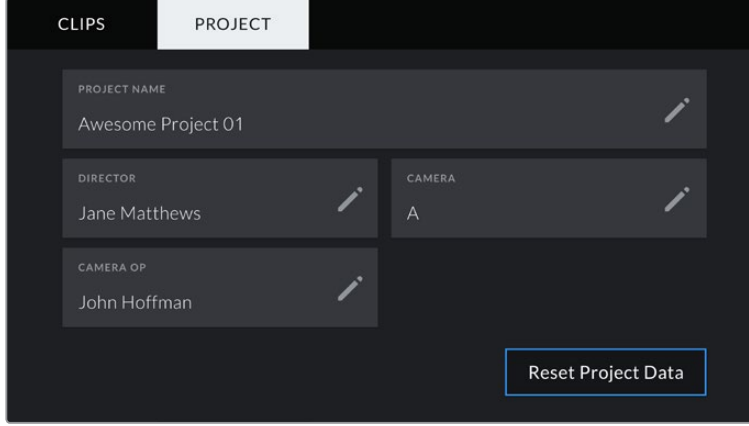 CLIPS PROJECT
PROJECT NAME
Awesome Project 01
DIRECTOR
Jane Matthews
CAMERA
A
CAMERA OP
John Hoffman
Reset Project Data